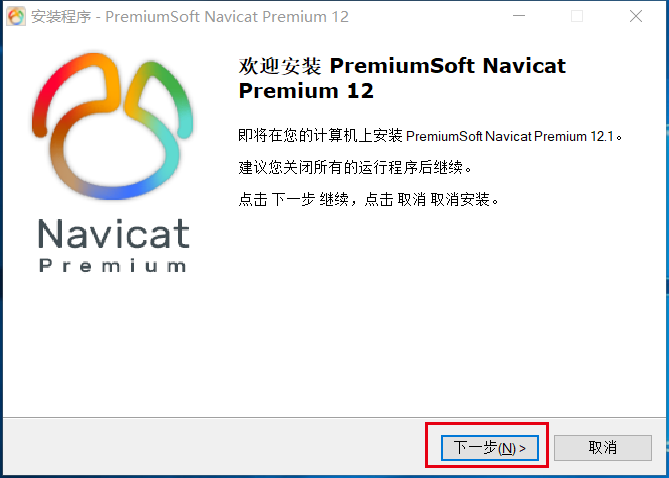 安装程序 - PremiumSoft Navicat Premium 12
欢迎安装 PremiumSoft Navicat
Premium 12
即将在您的计算机上安装 PremiumSoft Navicat Premium 12.1。
建议您关闭所有的运行程序后继续。
点击 下一步 继续，点击 取消 取消安装。
Navicat
Premium
下一步(N) >
取消